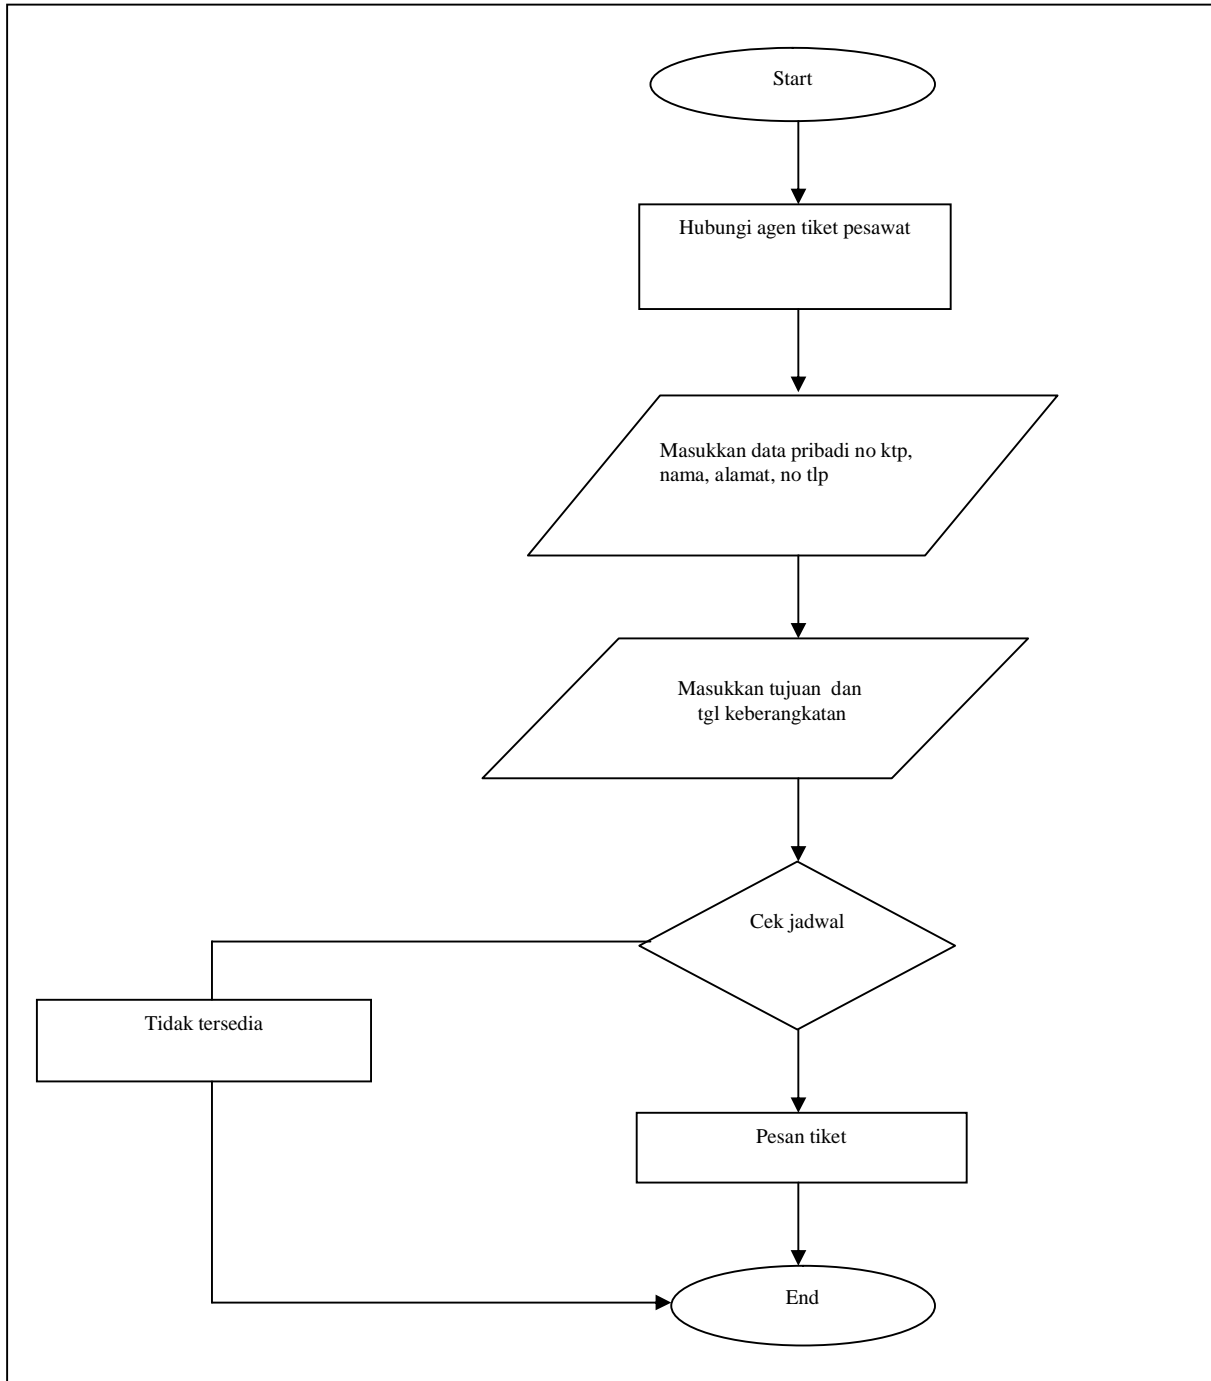 Start
Hubungi agen tiket pesawat
Masukkan data pribadi no ktp,
nama, alamat, no tlp
Masukkan tujuan  dan
tgl keberangkatan
Cek jadwal
Tidak tersedia
Pesan tiket
End